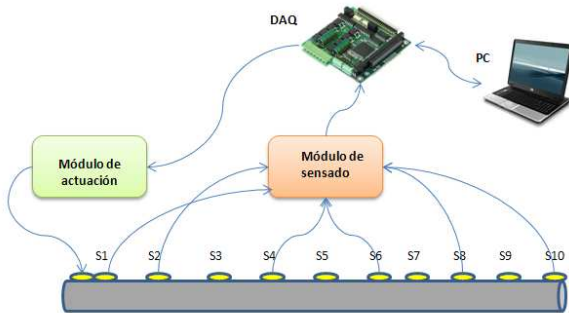 DAQ
PC
Módulo de
actuación
Módulo de
sensado
S1 S2 S3 S4 S5 S6 S7 S8 S9 S10